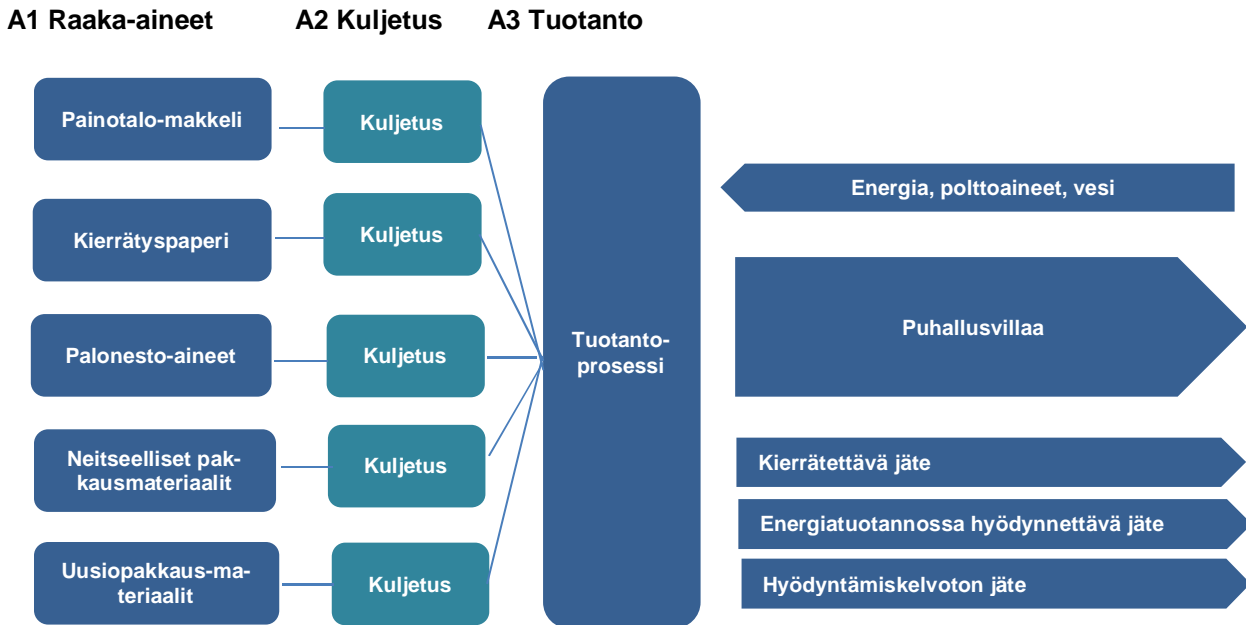 A1 Raaka-aineet A2 Kuljetus A3 Tuotanto
Painotalo-makkeli
Kuljetus
Kierrätyspaperi
Kuljetus
Palonesto-aineet
Kuljetus
Neitseelliset pak-
kausmateriaalit
Kuljetus
Uusiopakkaus-ma-
teriaalit
Kuljetus
Tuotanto-
prosessi
Energia, polttoaineet, vesi
Puhallusvillaa
Kierrätettävä jäte
Energiatuotannossa hyödynnettävä jäte
Hyödyntämiskelvoton jäte